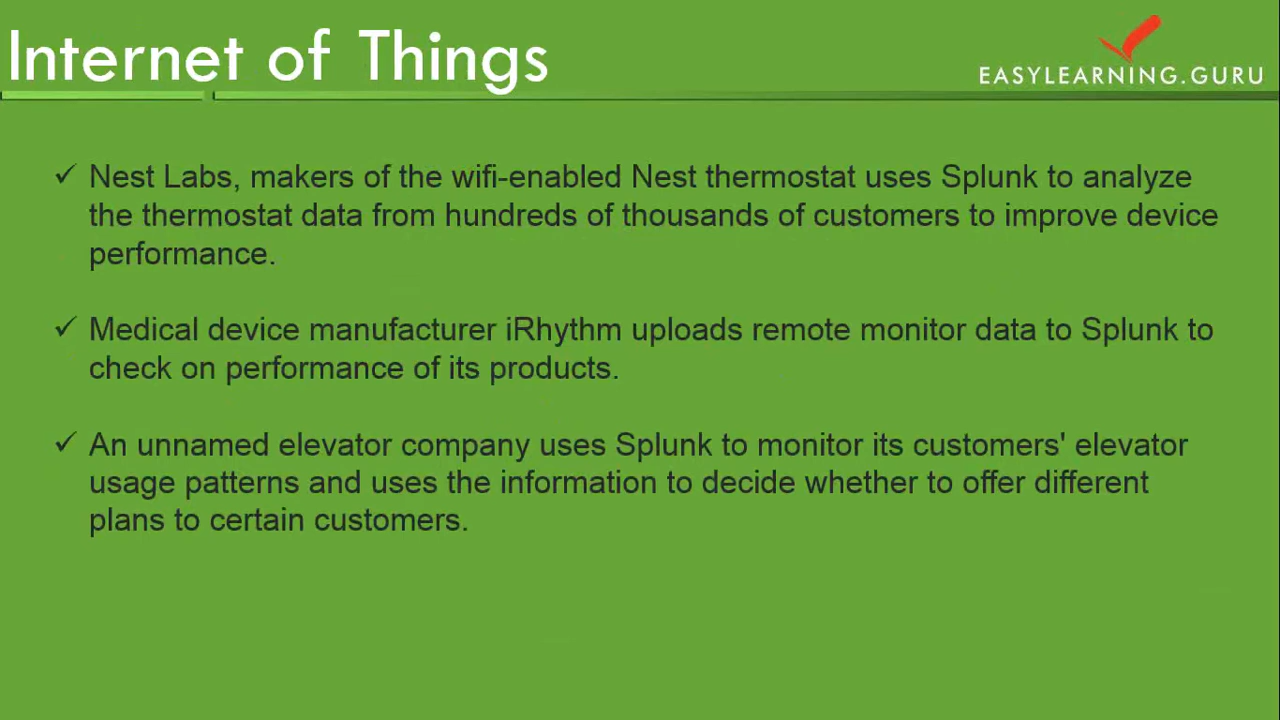 Internet of Things
EASYLEARNING.GURU
✓ Nest Labs, makers of the wifi-enabled Nest thermostat uses Splunk to analyze
the thermostat data from hundreds of thousands of customers to improve device
performance.
✓ Medical device manufacturer iRhythm uploads remote monitor data to Splunk to
check on performance of its products.
✓ An unnamed elevator company uses Splunk to monitor its customers' elevator
usage patterns and uses the information to decide whether to offer different
plans to certain customers.